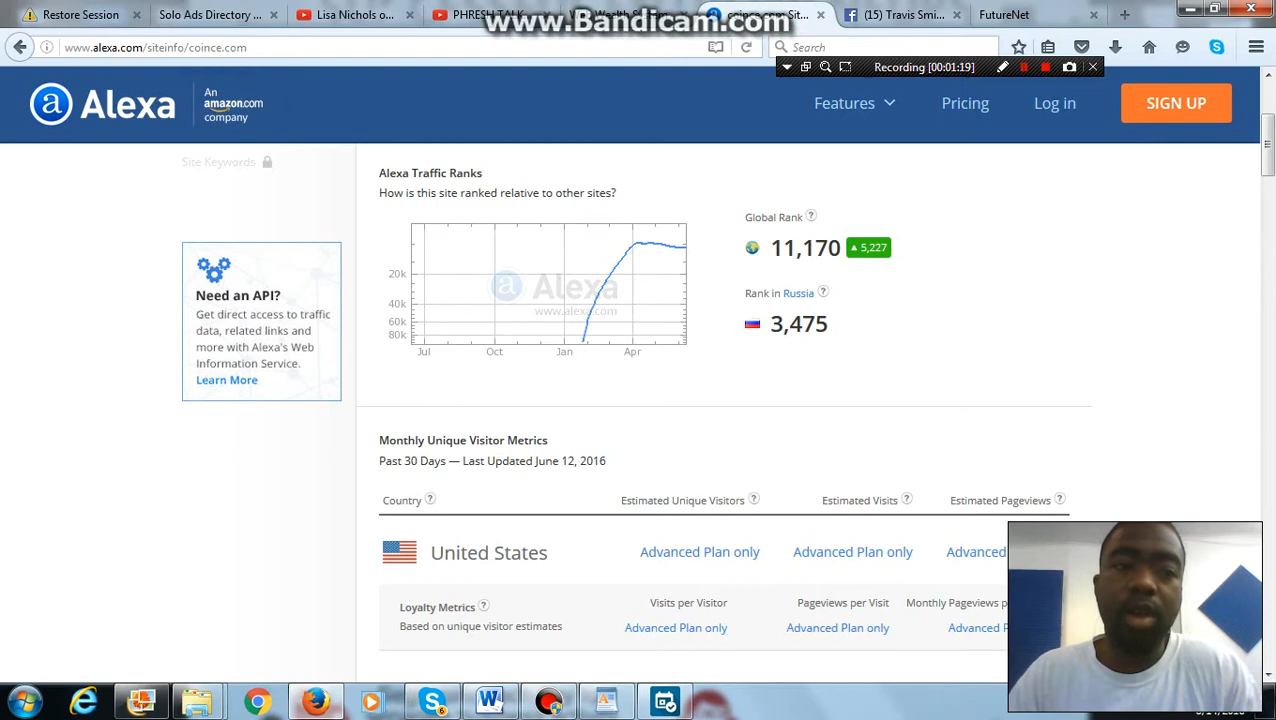 Restore Session
Solo Ads Directory
Lisa Nichols o
PHRESH TALK
(15) Travis Smi...
FutureNet
www.Bandicam.com
www.alexa.com/siteinfo/coince.com
Search
Recording [00:01:19]
Alexa
An amazon.com company
Features
Pricing
Log in
SIGN UP
Site Keywords
Need an API?
Get direct access to traffic
data, related links and
more with Alexa's Web
Information Service.
Learn More
Alexa Traffic Ranks
How is this site ranked relative to other sites?
20k
40k
60k
80k
Jul Oct Jan Apr
Alexa
www.alexa.com
Global Rank ?
11,170 5,227
Rank in Russia ?
3,475
Monthly Unique Visitor Metrics
Past 30 Days — Last Updated June 12, 2016
Country ? Estimated Unique Visitors ? Estimated Visits ? Estimated Pageviews ?
United States Advanced Plan only Advanced Plan only Advanced
Loyalty Metrics ? Visits per Visitor Pageviews per Visit Monthly Pageviews p
Based on unique visitor estimates Advanced Plan only Advanced Plan only Advanced P